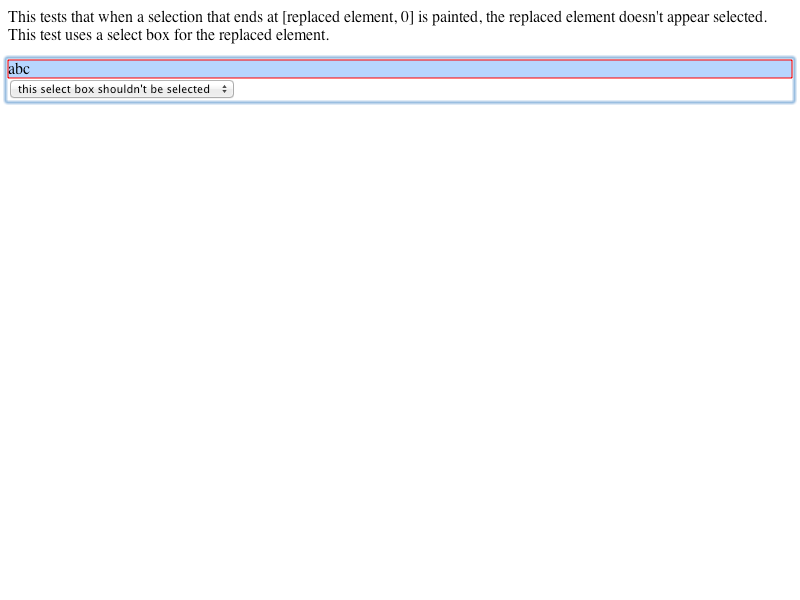 This tests that when a selection that ends at [replaced element, 0] is painted, the replaced element doesn't appear selected.
This test uses a select box for the replaced element.
abc
this select box shouldn't be selected